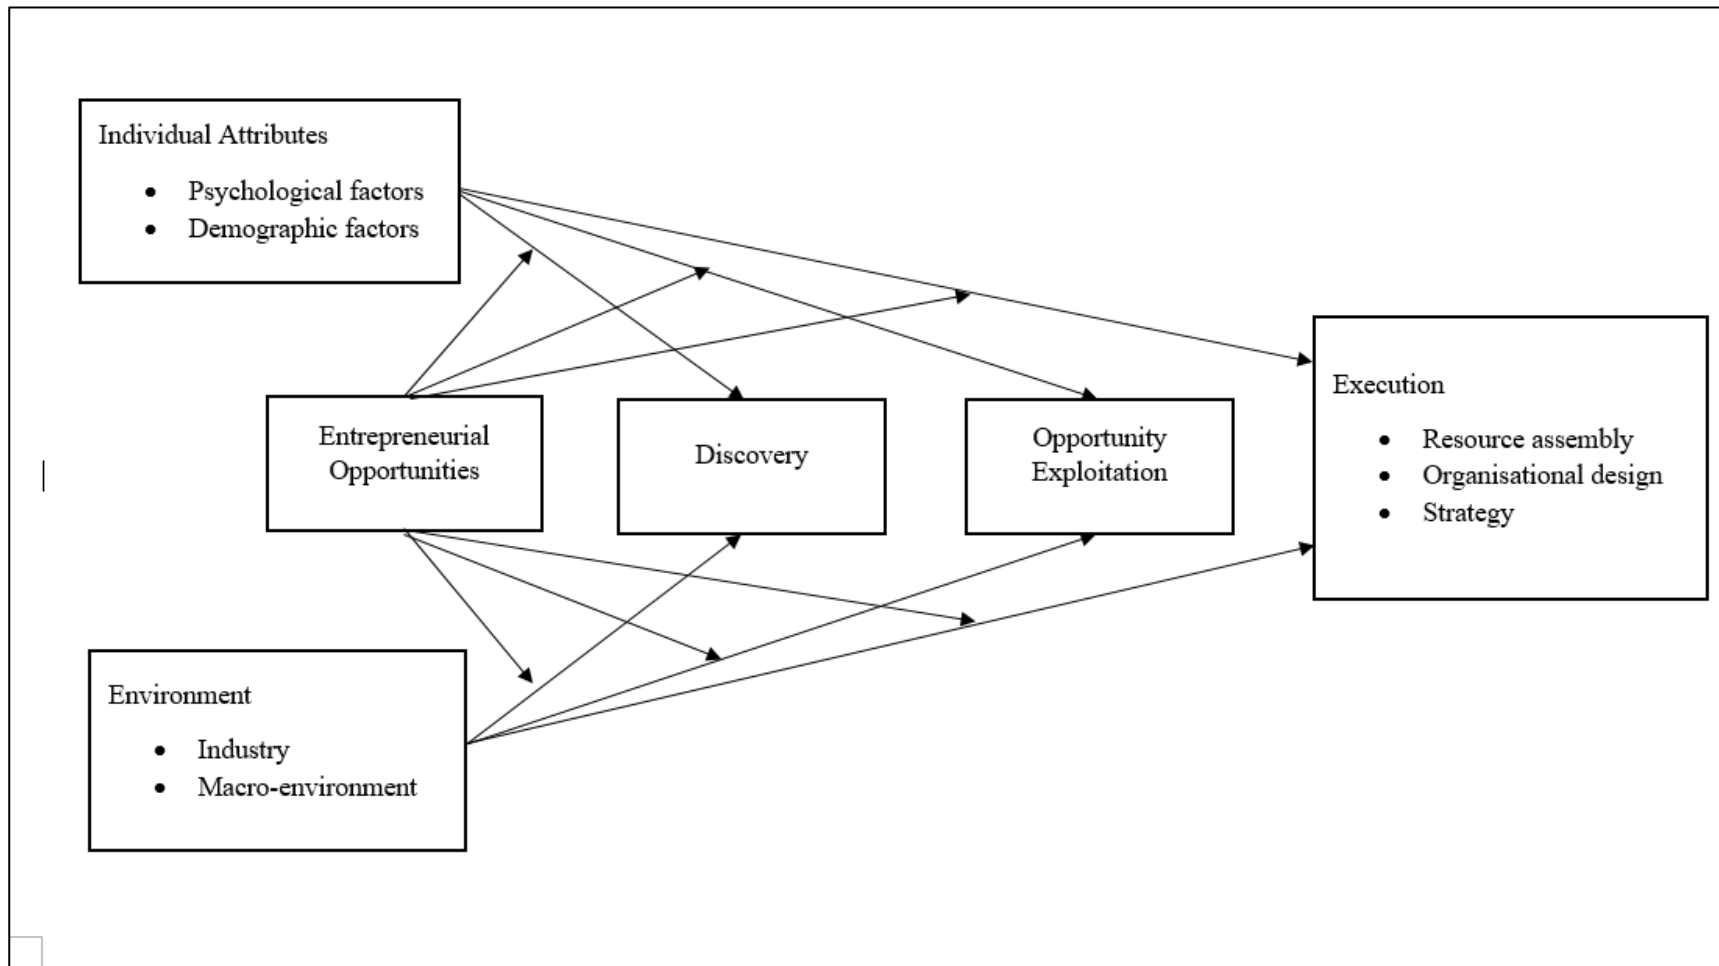 Individual Attributes
• Psychological factors
• Demographic factors
Entrepreneurial
Opportunities
Discovery
Opportunity
Exploitation
Execution
• Resource assembly
• Organisational design
• Strategy
Environment
• Industry
• Macro-environment